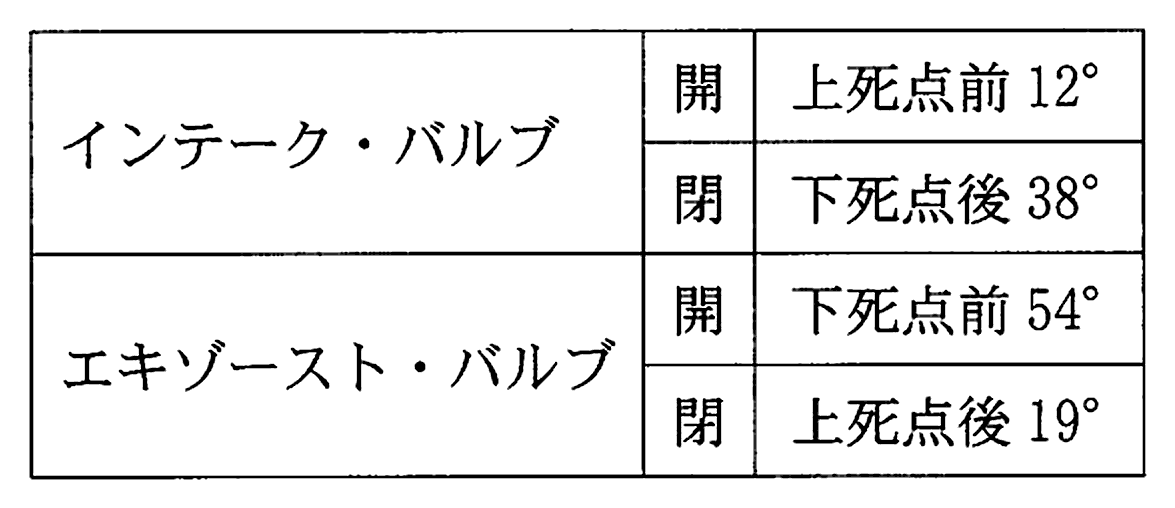 インテーク・バルブ
開 上死点前 12°
閉 下死点後 38°
エキゾースト・バルブ
開 下死点前 54°
閉 上死点後 19°